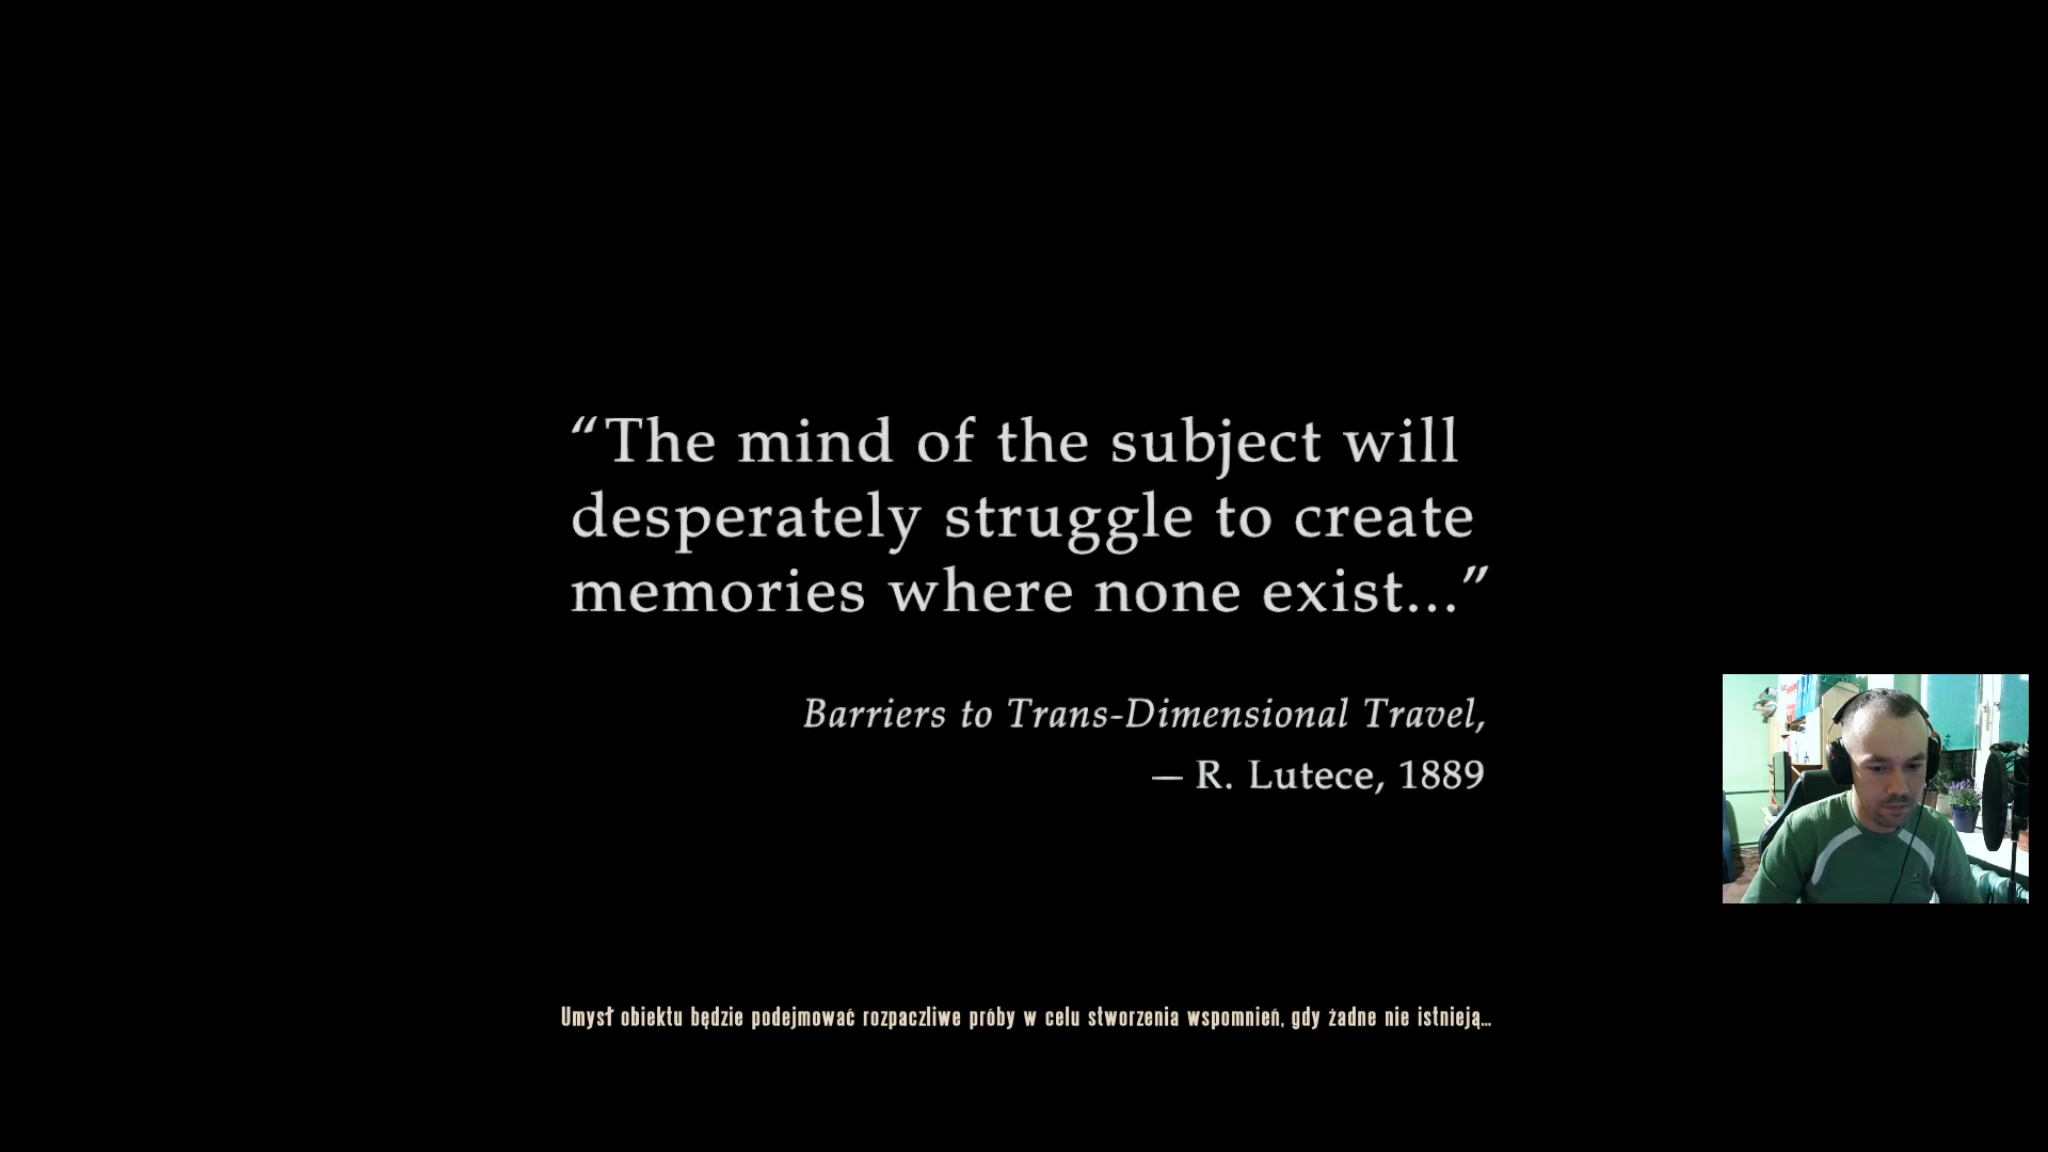 “The mind of the subject will
desperately struggle to create
memories where none exist...”
Barriers to Trans-Dimensional Travel,
— R. Lutece, 1889
Umysł obiektu będzie podejmować rozpaczliwe próby w celu stworzenia wspomnień, gdy żadne nie istnieją...